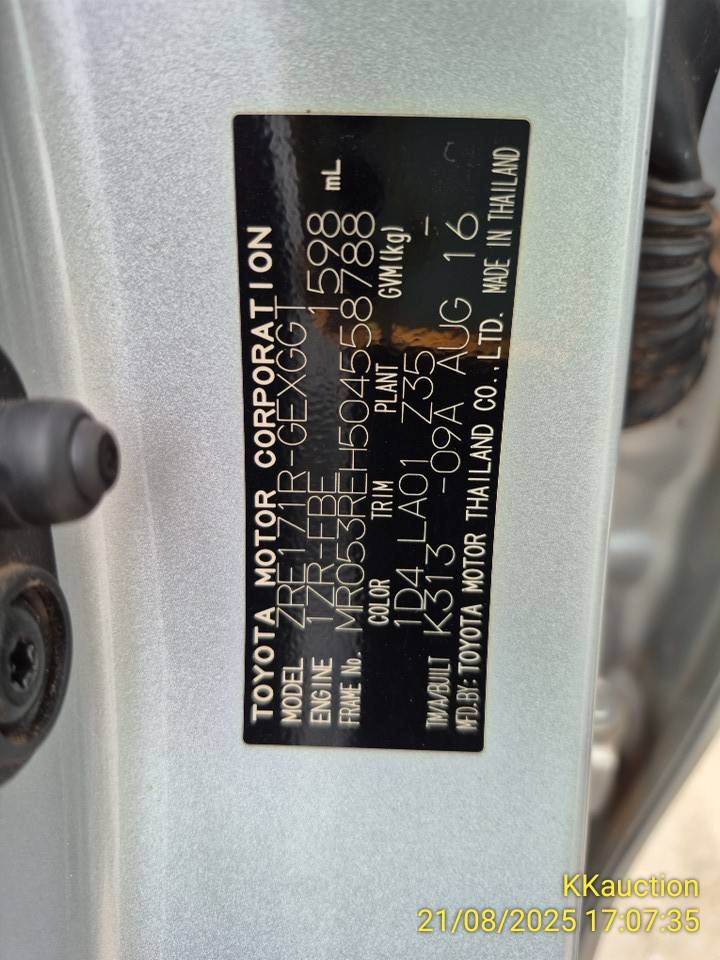 TOYOTA MOTOR CORPORATION
MODEL ZRE171R-GEXGGT
ENGINE 1ZR-FBE 1598 mL
FRAME No. MR053REH504558788
COLOR TRIM PLANT GVM(kg)
1D4 LA01 Z35 -
TM/A/BUILT K313 -09A AUG 16
MFD.BY: TOYOTA MOTOR THAILAND CO.,LTD. MADE IN THAILAND
KKauction
21/08/2025 17:07:35